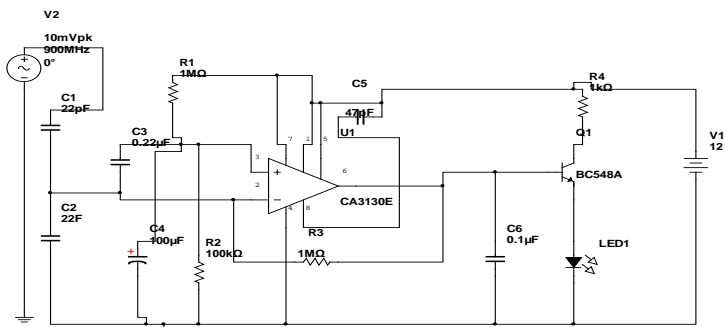 V2
10mVpk
900MHz
0°
C1
22pF
C2
22F
C3
0.22µF
C4
100µF
+
R1
1MΩ
R2
100kΩ
3
2
7
1
5
6
4
8
+
−
C5
47pF
U1
CA3130E
R3
1MΩ
C6
0.1µF
R4
1kΩ
Q1
BC548A
LED1
V1
12